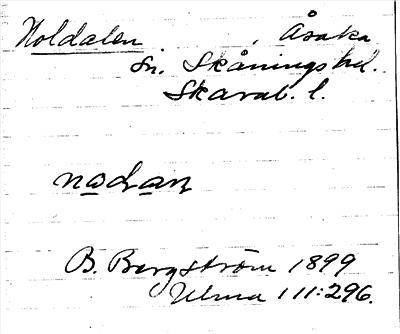 Holdalen, Åsaka
Sn. Skånings hd.
Skarab. l.
nodan
B. Bergström 1899
Ulma 111:296.